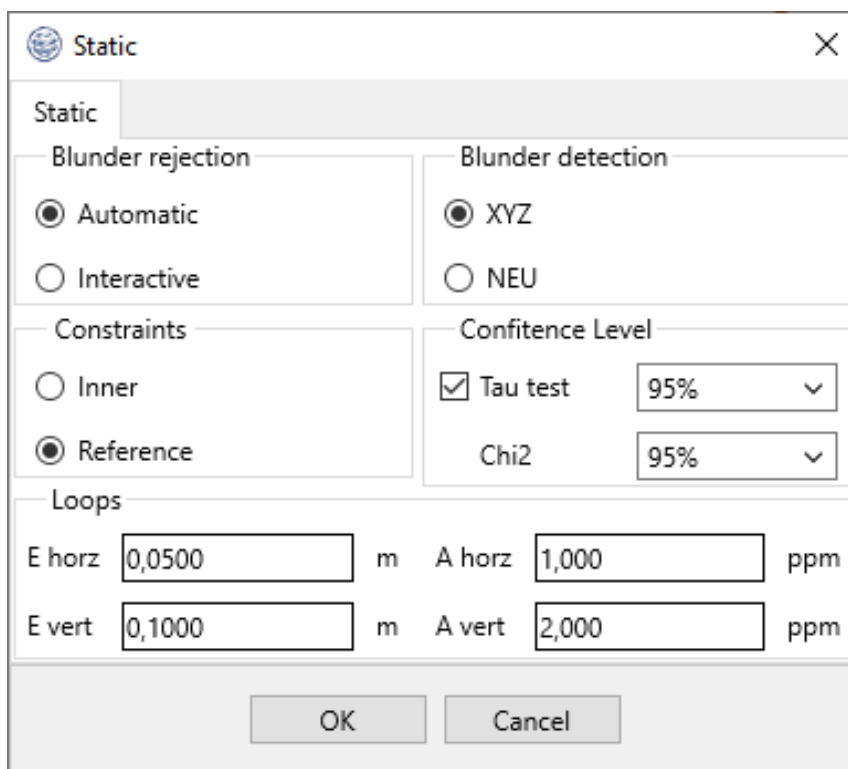 Static
Static
Blunder rejection
Automatic
Interactive
Blunder detection
XYZ
NEU
Constraints
Inner
Reference
Confitence Level
Tau test 95%
Chi2 95%
Loops
E horz 0,0500 m A horz 1,000 ppm
E vert 0,1000 m A vert 2,000 ppm
OK Cancel